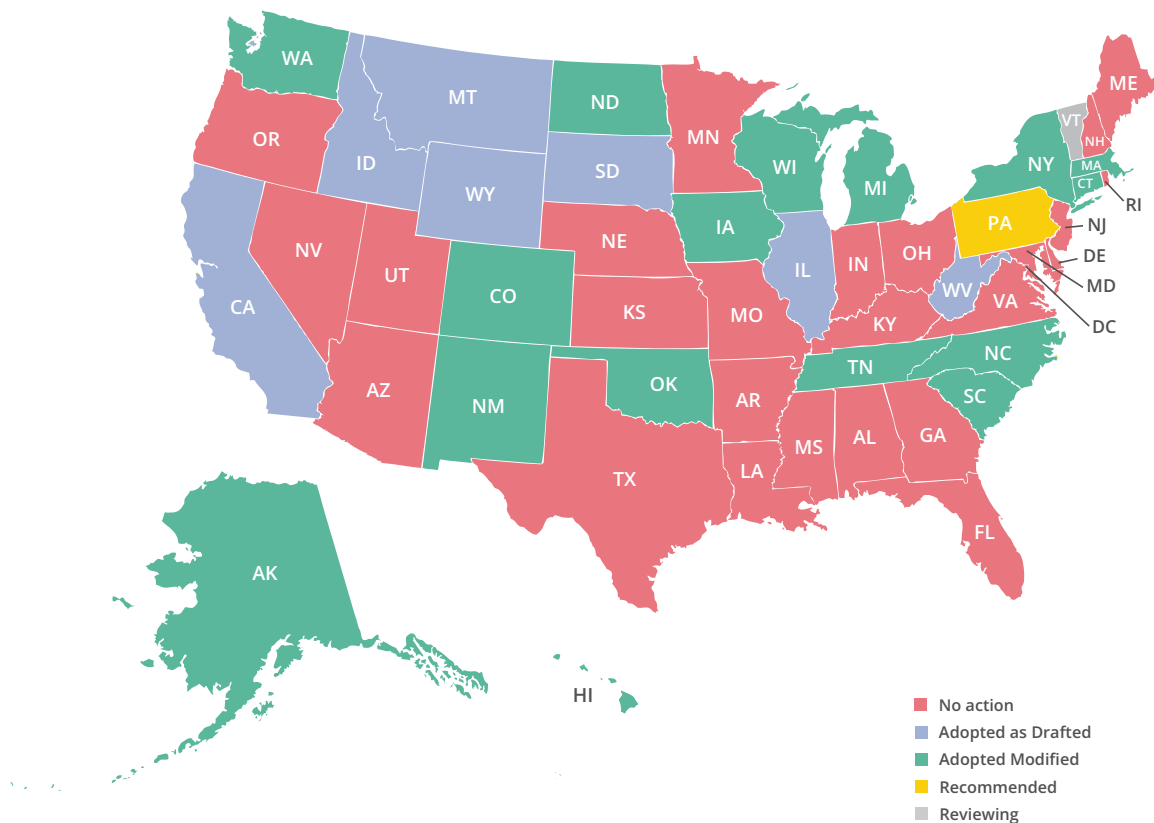 ME
WA
MT
ND
VT
MN
OR
NH
ID
SD
WI
NY
MA
MI
CT
WY
RI
PA
NJ
IA
NE
NV
OH
DE
UT
IN
IL
MD
WV
CO
VA
CA
KS
MO
KY
DC
NC
TN
OK
AZ
SC
NM
AR
GA
AL
MS
LA
TX
FL
AK
HI
No action
Adopted as Drafted
Adopted Modified
Recommended
Reviewing